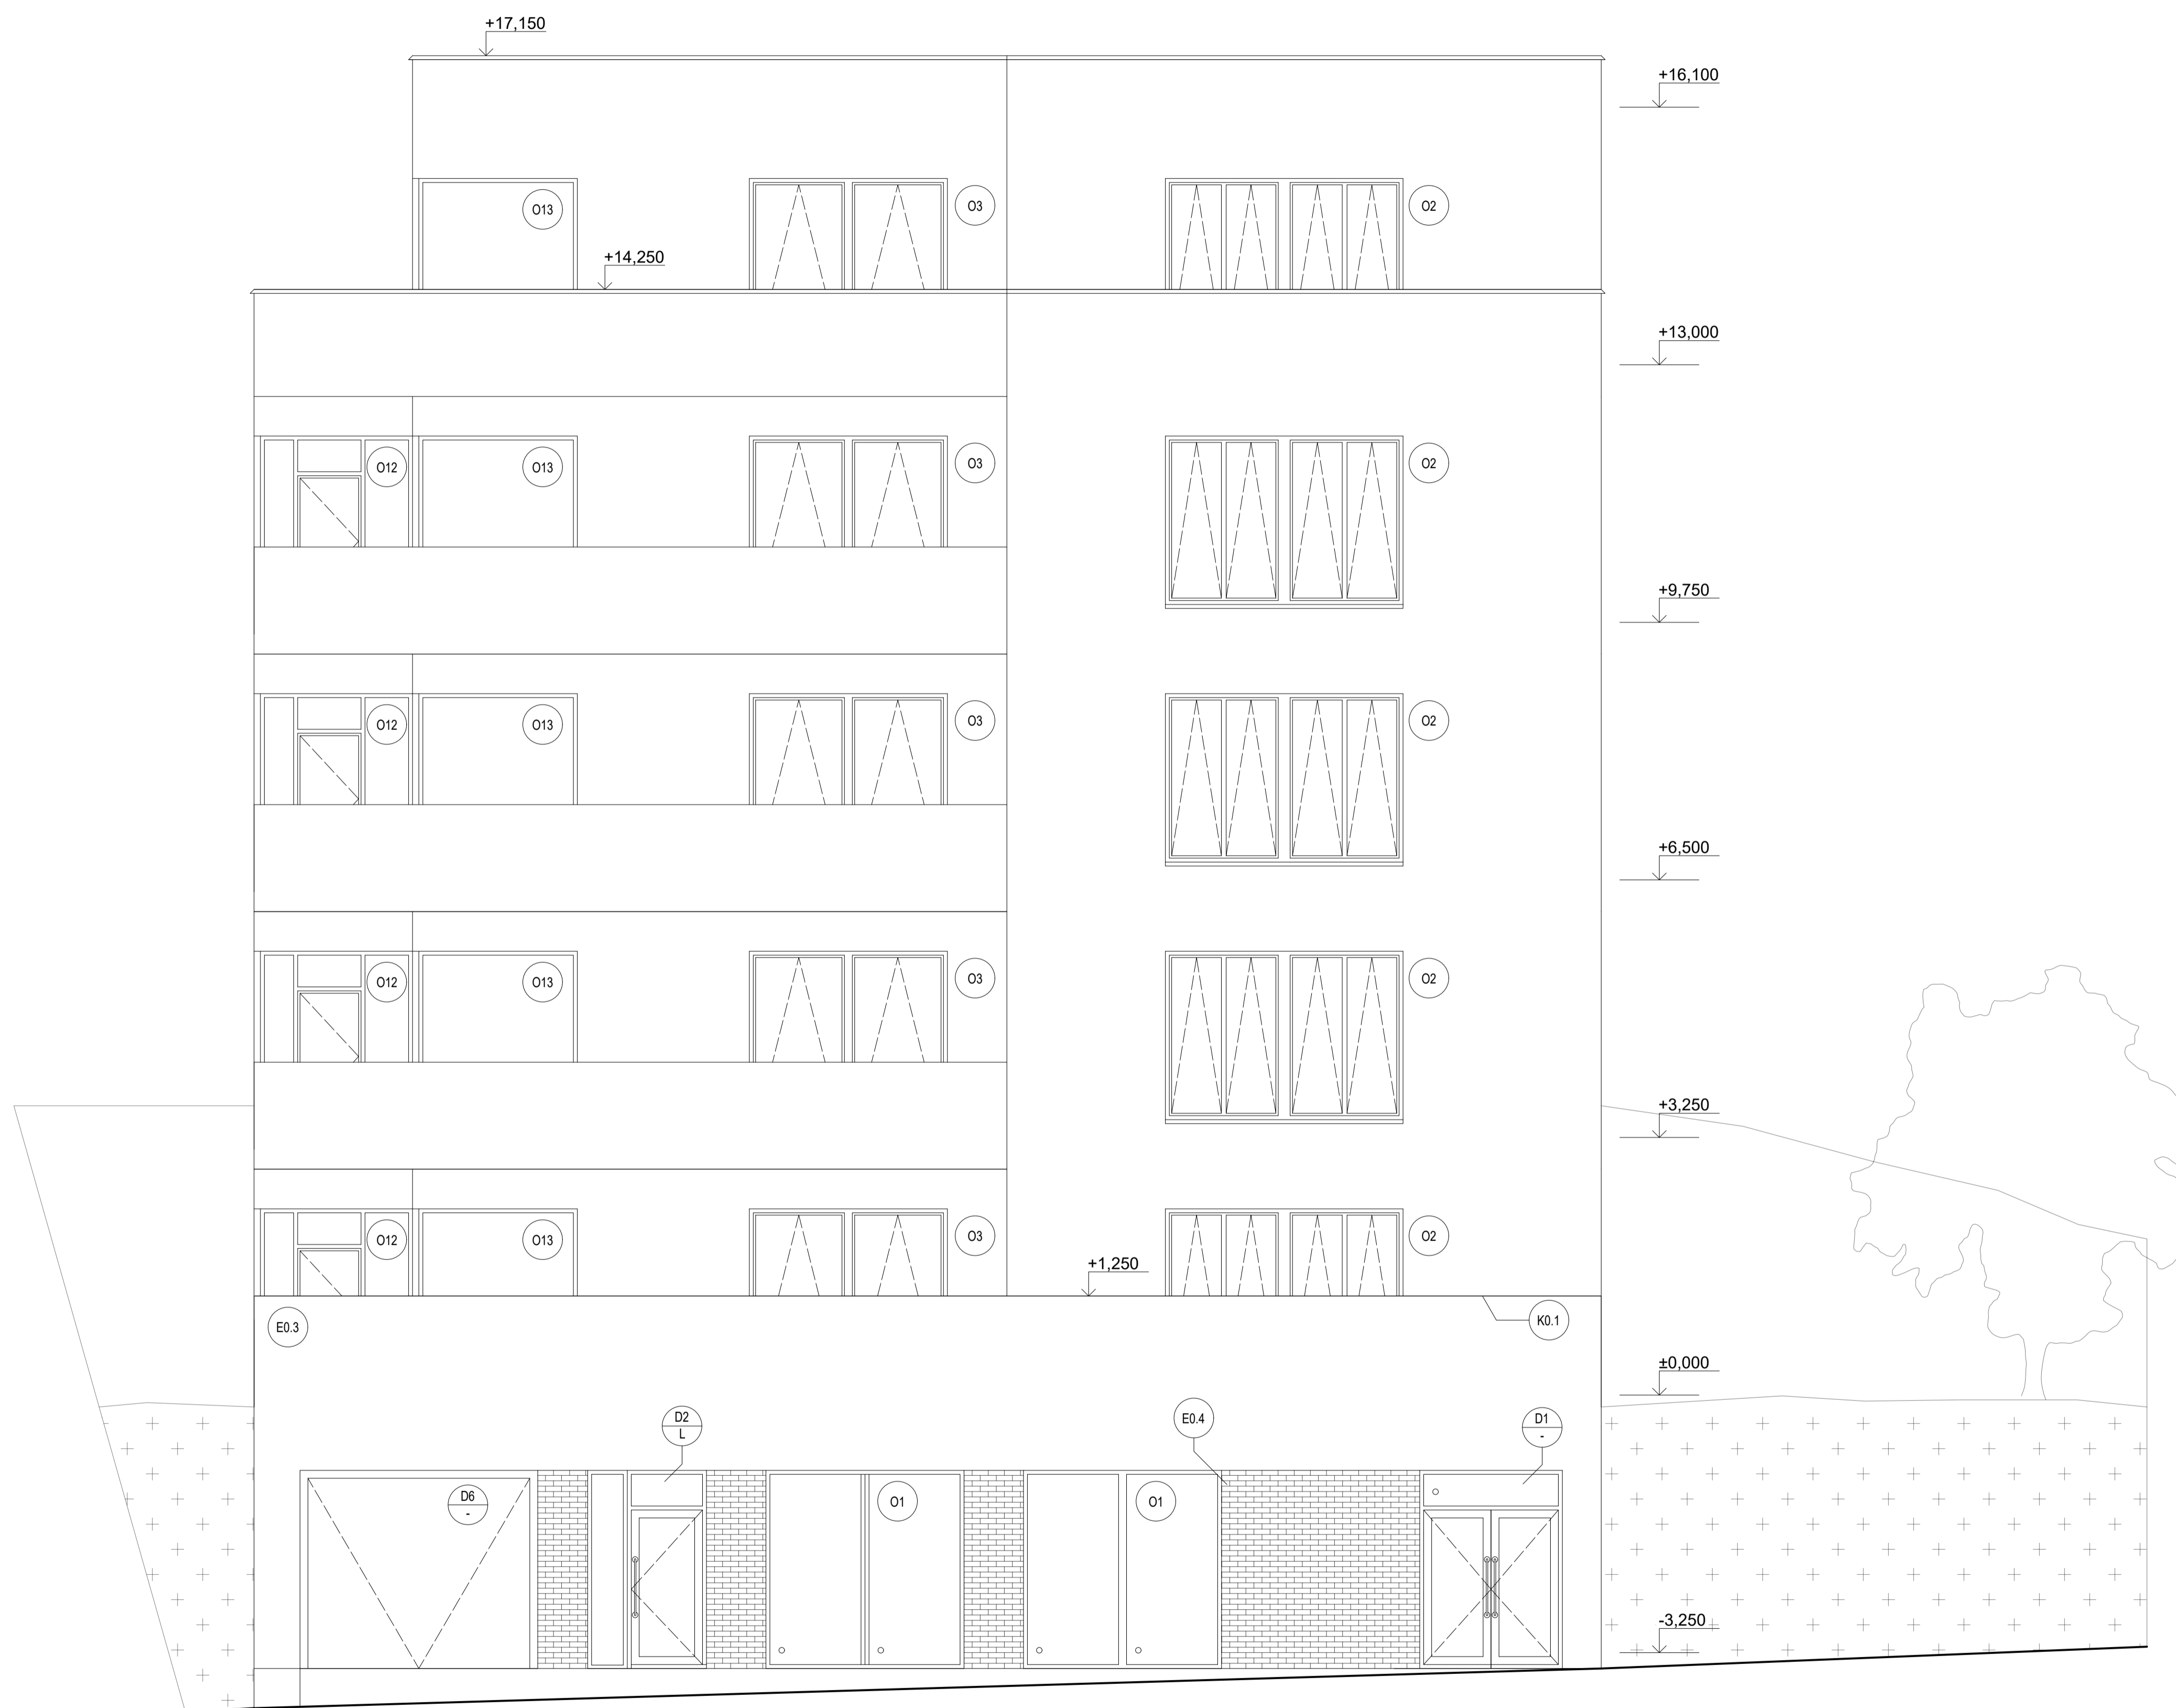 +17,150
+16,100
O13
O3
O2
+14,250
+13,000
O12
O13
O3
O2
+9,750
O12
O13
O3
O2
+6,500
O12
O13
O3
O2
+3,250
O12
O13
O3
O2
+1,250
E0.3
K0.1
±0,000
D2
L
E0.4
D1
-
D6
-
O1
O1
-3,250